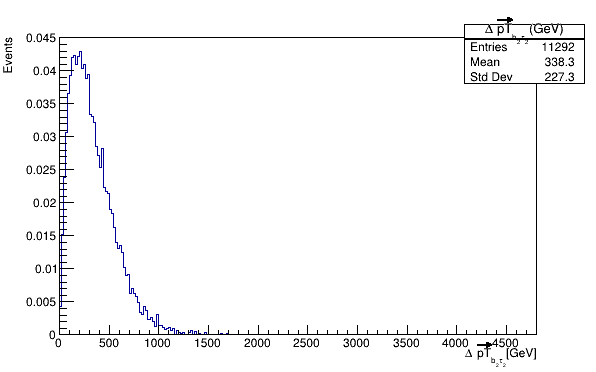 Δ pT b₂τ₂ (GeV)
Entries 11292
Mean 338.3
Std Dev 227.3
Events
0.045
0.04
0.035
0.03
0.025
0.02
0.015
0.01
0.005
0
0 500 1000 1500 2000 2500 3000 3500 4000 4500
Δ pT b₂τ₂ [GeV]